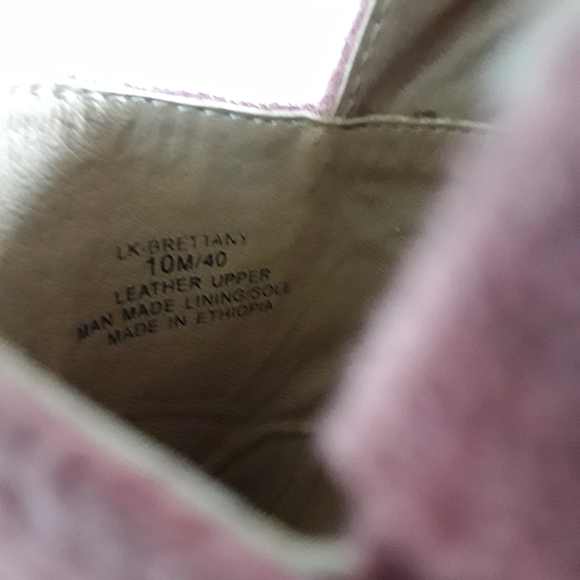 LK-BRETTANY
10M/40
LEATHER UPPER
MAN MADE LINING/SOLE
MADE IN ETHIOPIA